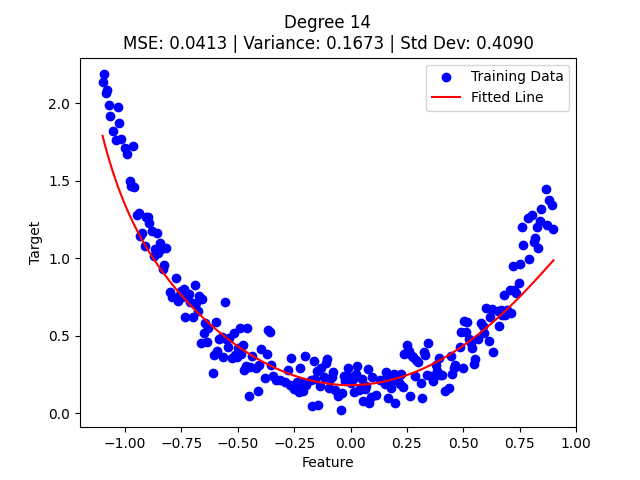 Degree 14
MSE: 0.0413 | Variance: 0.1673 | Std Dev: 0.4090
Training Data
Fitted Line
Target
2.0
1.5
1.0
0.5
0.0
−1.00 −0.75 −0.50 −0.25 0.00 0.25 0.50 0.75 1.00
Feature